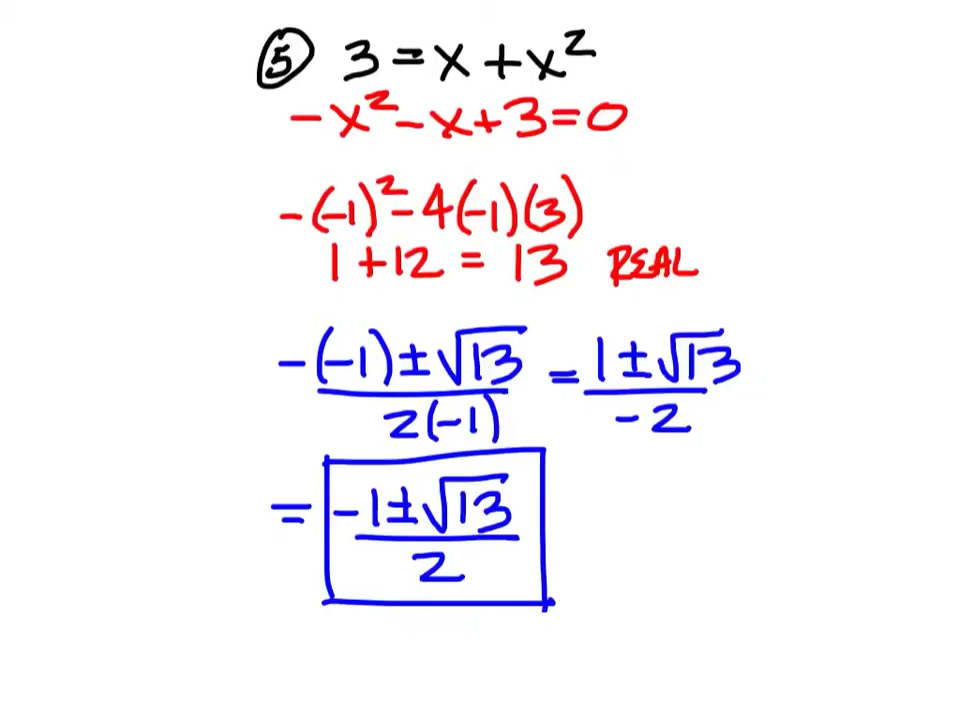 ⑤ 3 = x + x²
-x² - x + 3 = 0
-(-1)² - 4(-1)(3)
1 + 12 = 13 REAL
-(-1) ± √13 / 2(-1) = 1 ± √13 / -2
= -1 ± √13 / 2